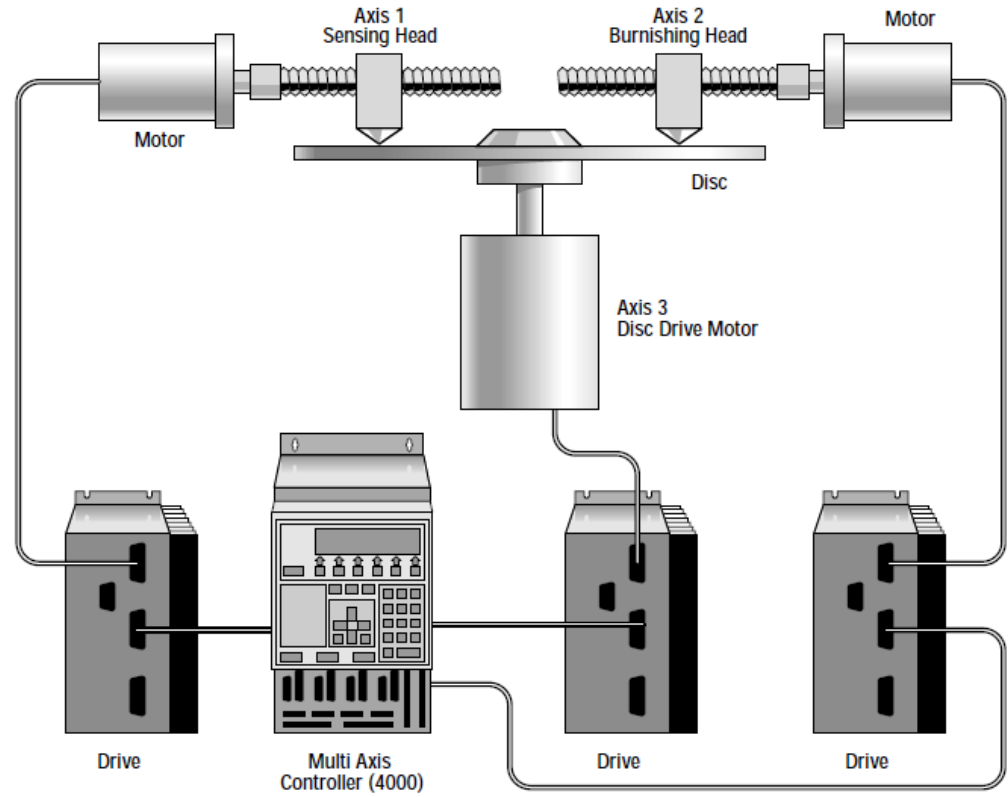 Axis 1
Sensing Head
Axis 2
Burnishing Head
Motor
Motor
Disc
Axis 3
Disc Drive Motor
Drive
Multi Axis
Controller (4000)
Drive
Drive